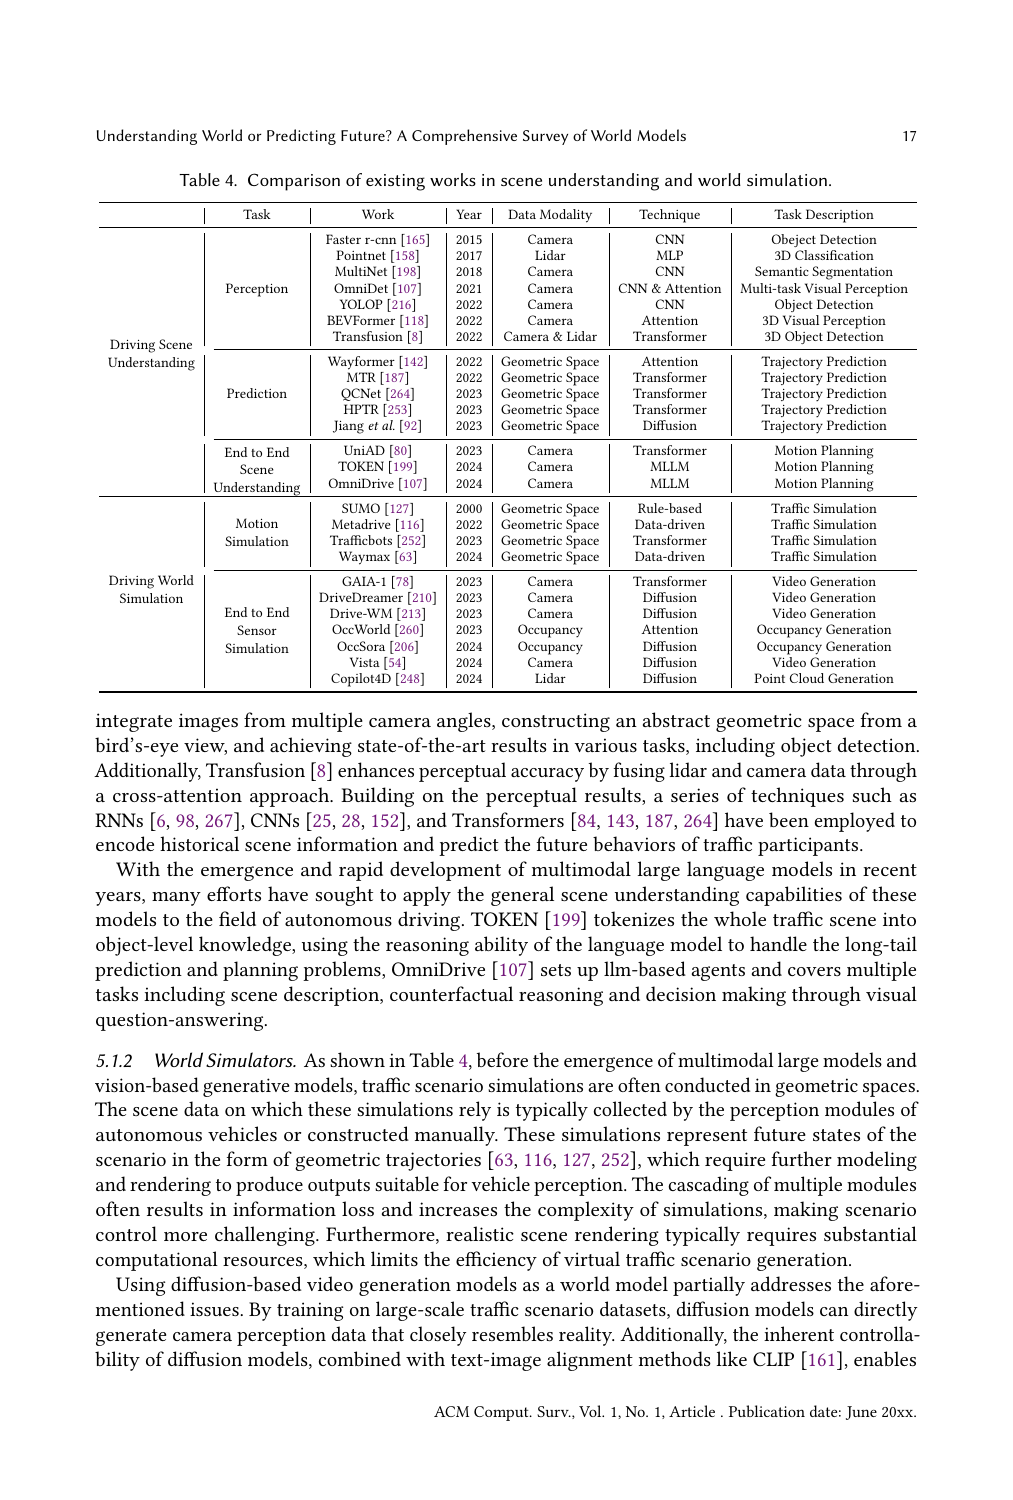 Understanding World or Predicting Future? A Comprehensive Survey of World Models 17
Table 4. Comparison of existing works in scene understanding and world simulation.
Task Work Year Data Modality Technique Task Description
Driving Scene
Understanding
Perception
Faster r-cnn [165] 2015 Camera CNN Obeject Detection
Pointnet [158] 2017 Lidar MLP 3D Classification
MultiNet [198] 2018 Camera CNN Semantic Segmentation
OmniDet [107] 2021 Camera CNN & Attention Multi-task Visual Perception
YOLOP [216] 2022 Camera CNN Object Detection
BEVFormer [118] 2022 Camera Attention 3D Visual Perception
Transfusion [8] 2022 Camera & Lidar Transformer 3D Object Detection
Prediction
Wayformer [142] 2022 Geometric Space Attention Trajectory Prediction
MTR [187] 2022 Geometric Space Transformer Trajectory Prediction
QCNet [264] 2023 Geometric Space Transformer Trajectory Prediction
HPTR [253] 2023 Geometric Space Transformer Trajectory Prediction
Jiang et al. [92] 2023 Geometric Space Diffusion Trajectory Prediction
End to End
Scene
Understanding
UniAD [80] 2023 Camera Transformer Motion Planning
TOKEN [199] 2024 Camera MLLM Motion Planning
OmniDrive [107] 2024 Camera MLLM Motion Planning
Driving World
Simulation
Motion
Simulation
SUMO [127] 2000 Geometric Space Rule-based Traffic Simulation
Metadrive [116] 2022 Geometric Space Data-driven Traffic Simulation
Trafficbots [252] 2023 Geometric Space Transformer Traffic Simulation
Waymax [63] 2024 Geometric Space Data-driven Traffic Simulation
End to End
Sensor
Simulation
GAIA-1 [78] 2023 Camera Transformer Video Generation
DriveDreamer [210] 2023 Camera Diffusion Video Generation
Drive-WM [213] 2023 Camera Diffusion Video Generation
OccWorld [260] 2023 Occupancy Attention Occupancy Generation
OccSora [206] 2024 Occupancy Diffusion Occupancy Generation
Vista [54] 2024 Camera Diffusion Video Generation
Copilot4D [248] 2024 Lidar Diffusion Point Cloud Generation
integrate images from multiple camera angles, constructing an abstract geometric space from a
bird's-eye view, and achieving state-of-the-art results in various tasks, including object detection.
Additionally, Transfusion [8] enhances perceptual accuracy by fusing lidar and camera data through
a cross-attention approach. Building on the perceptual results, a series of techniques such as
RNNs [6, 98, 267], CNNs [25, 28, 152], and Transformers [84, 143, 187, 264] have been employed to
encode historical scene information and predict the future behaviors of traffic participants.
With the emergence and rapid development of multimodal large language models in recent
years, many efforts have sought to apply the general scene understanding capabilities of these
models to the field of autonomous driving. TOKEN [199] tokenizes the whole traffic scene into
object-level knowledge, using the reasoning ability of the language model to handle the long-tail
prediction and planning problems, OmniDrive [107] sets up llm-based agents and covers multiple
tasks including scene description, counterfactual reasoning and decision making through visual
question-answering.
5.1.2 World Simulators. As shown in Table 4, before the emergence of multimodal large models and
vision-based generative models, traffic scenario simulations are often conducted in geometric spaces.
The scene data on which these simulations rely is typically collected by the perception modules of
autonomous vehicles or constructed manually. These simulations represent future states of the
scenario in the form of geometric trajectories [63, 116, 127, 252], which require further modeling
and rendering to produce outputs suitable for vehicle perception. The cascading of multiple modules
often results in information loss and increases the complexity of simulations, making scenario
control more challenging. Furthermore, realistic scene rendering typically requires substantial
computational resources, which limits the efficiency of virtual traffic scenario generation.
Using diffusion-based video generation models as a world model partially addresses the afore-
mentioned issues. By training on large-scale traffic scenario datasets, diffusion models can directly
generate camera perception data that closely resembles reality. Additionally, the inherent controlla-
bility of diffusion models, combined with text-image alignment methods like CLIP [161], enables
ACM Comput. Surv., Vol. 1, No. 1, Article . Publication date: June 20xx.